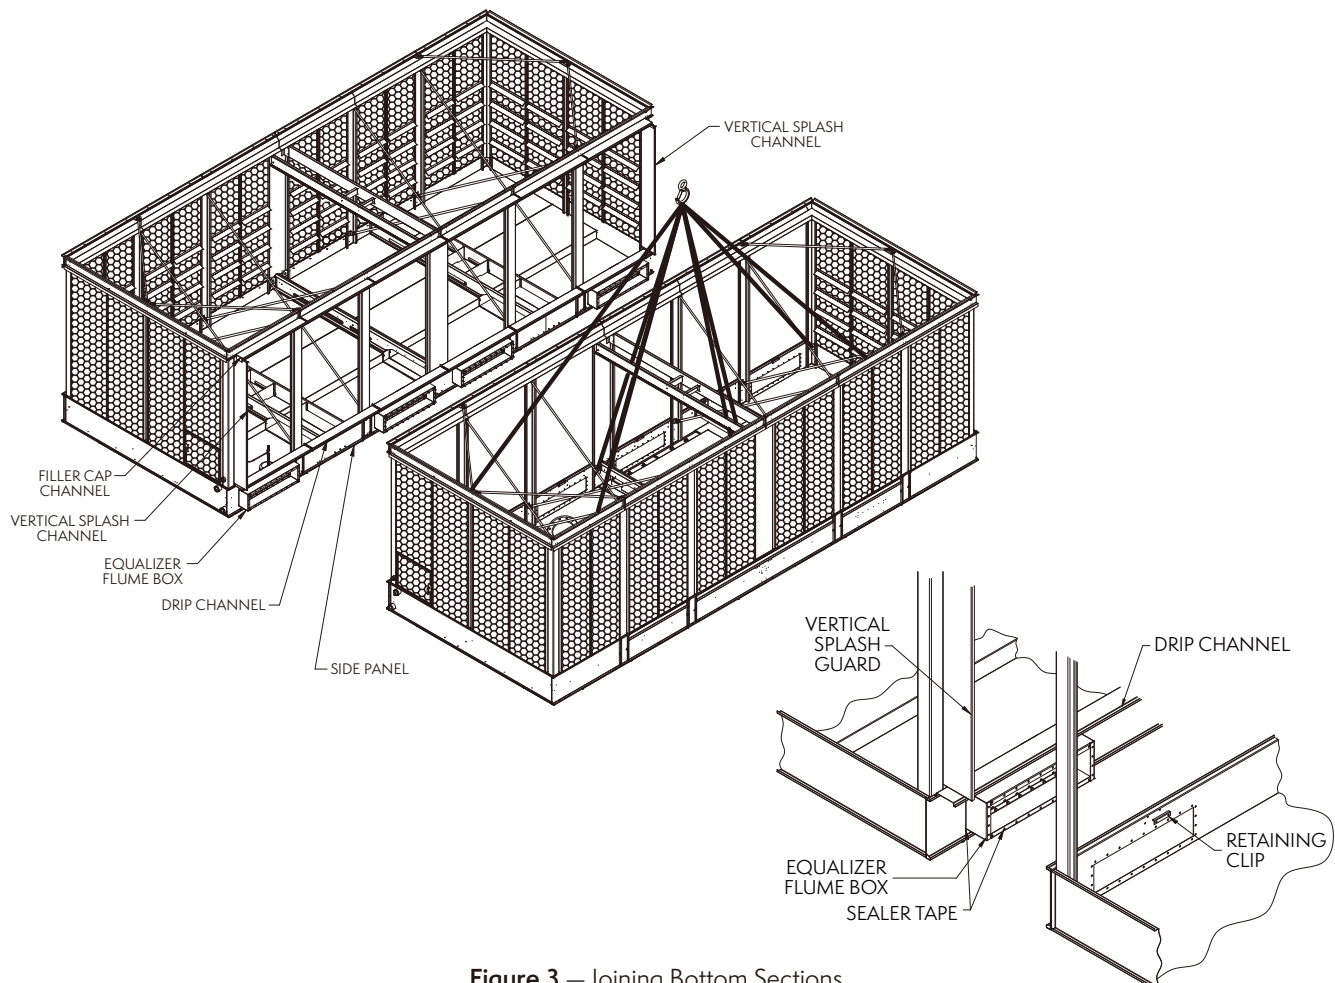 VERTICAL SPLASH
CHANNEL
FILLER CAP
CHANNEL
VERTICAL SPLASH
CHANNEL
EQUALIZER
FLUME BOX
DRIP CHANNEL
SIDE PANEL
VERTICAL
SPLASH
GUARD
DRIP CHANNEL
RETAINING
CLIP
EQUALIZER
FLUME BOX
SEALER TAPE
Figure 3 — Joining Bottom Sections